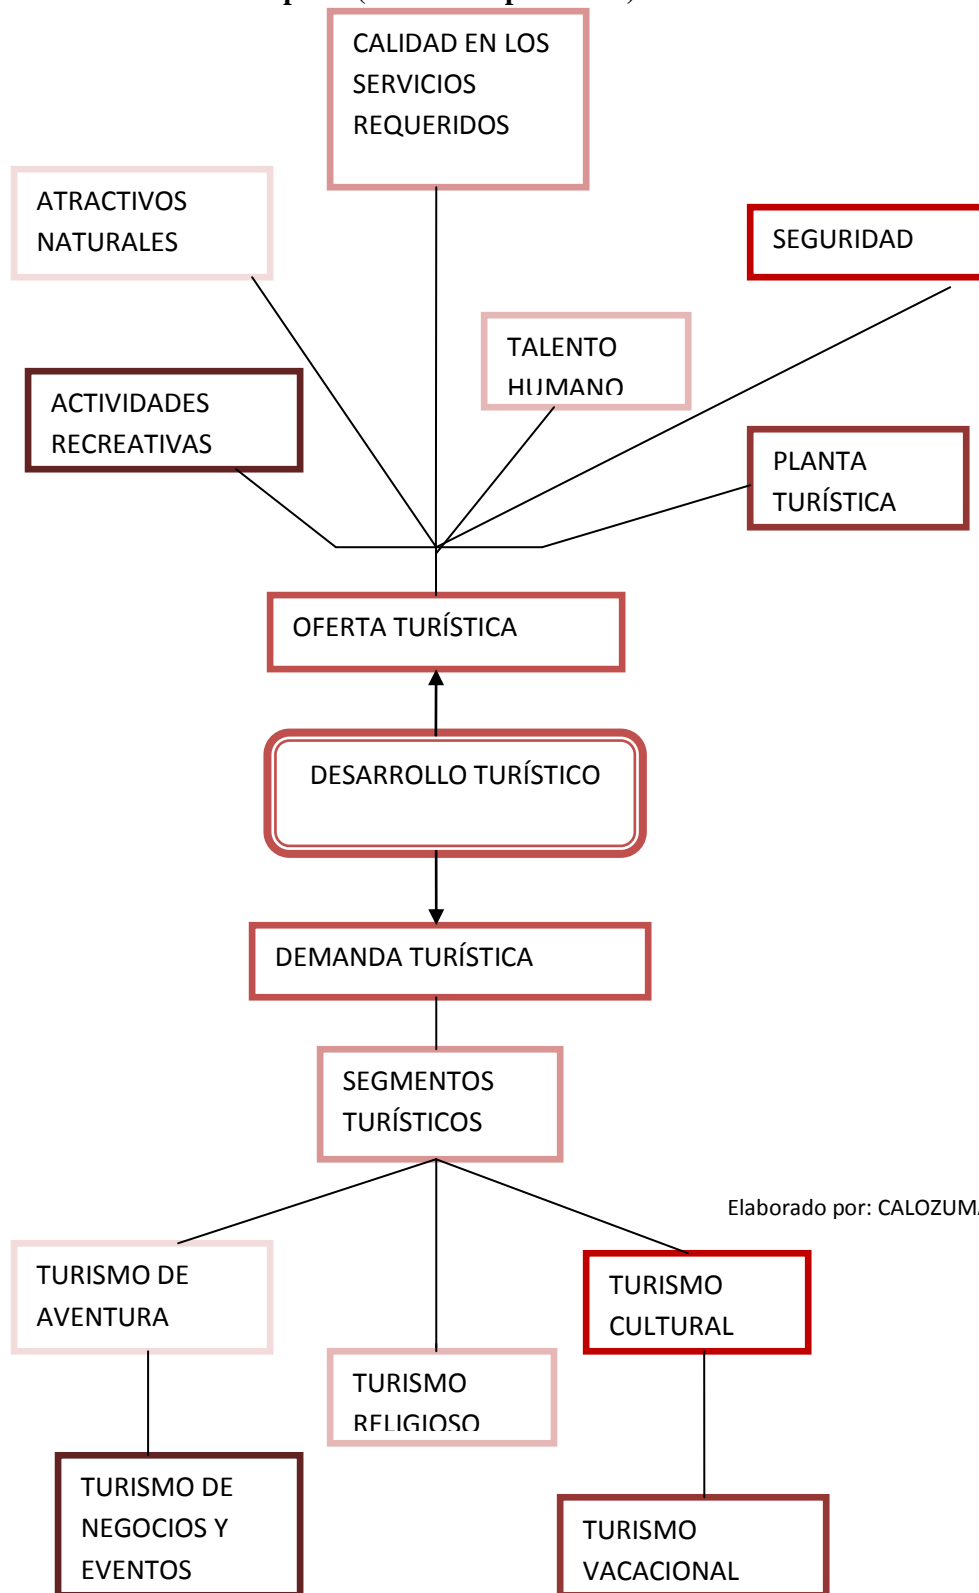 CALIDAD EN LOS
SERVICIOS
REQUERIDOS
ATRACTIVOS
NATURALES
SEGURIDAD
TALENTO
HUMANO
ACTIVIDADES
RECREATIVAS
PLANTA
TURÍSTICA
OFERTA TURÍSTICA
DESARROLLO TURÍSTICO
DEMANDA TURÍSTICA
SEGMENTOS
TURÍSTICOS
Elaborado por: CALOZUMA
TURISMO DE
AVENTURA
TURISMO
CULTURAL
TURISMO
RELIGIOSO
TURISMO DE
NEGOCIOS Y
EVENTOS
TURISMO
VACACIONAL